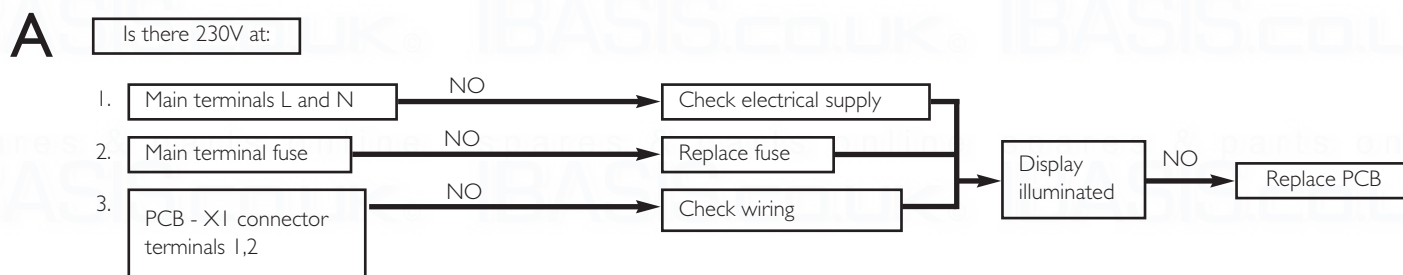 A
Is there 230V at:
1. Main terminals L and N
NO
Check electrical supply
2. Main terminal fuse
NO
Replace fuse
3. PCB - X1 connector
terminals 1,2
NO
Check wiring
Display
illuminated
NO
Replace PCB